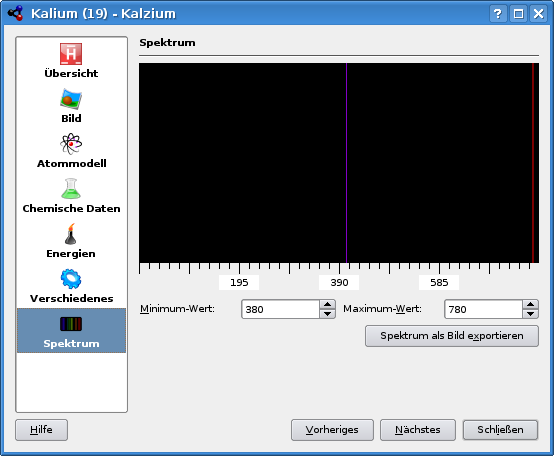 Kalium (19) - Kalzium
H
Übersicht
Bild
Atommodell
Chemische Daten
Energien
Verschiedenes
Spektrum
Spektrum
195 390 585
Minimum-Wert: 380 Maximum-Wert: 780
Spektrum als Bild exportieren
Hilfe Vorheriges Nächstes Schließen